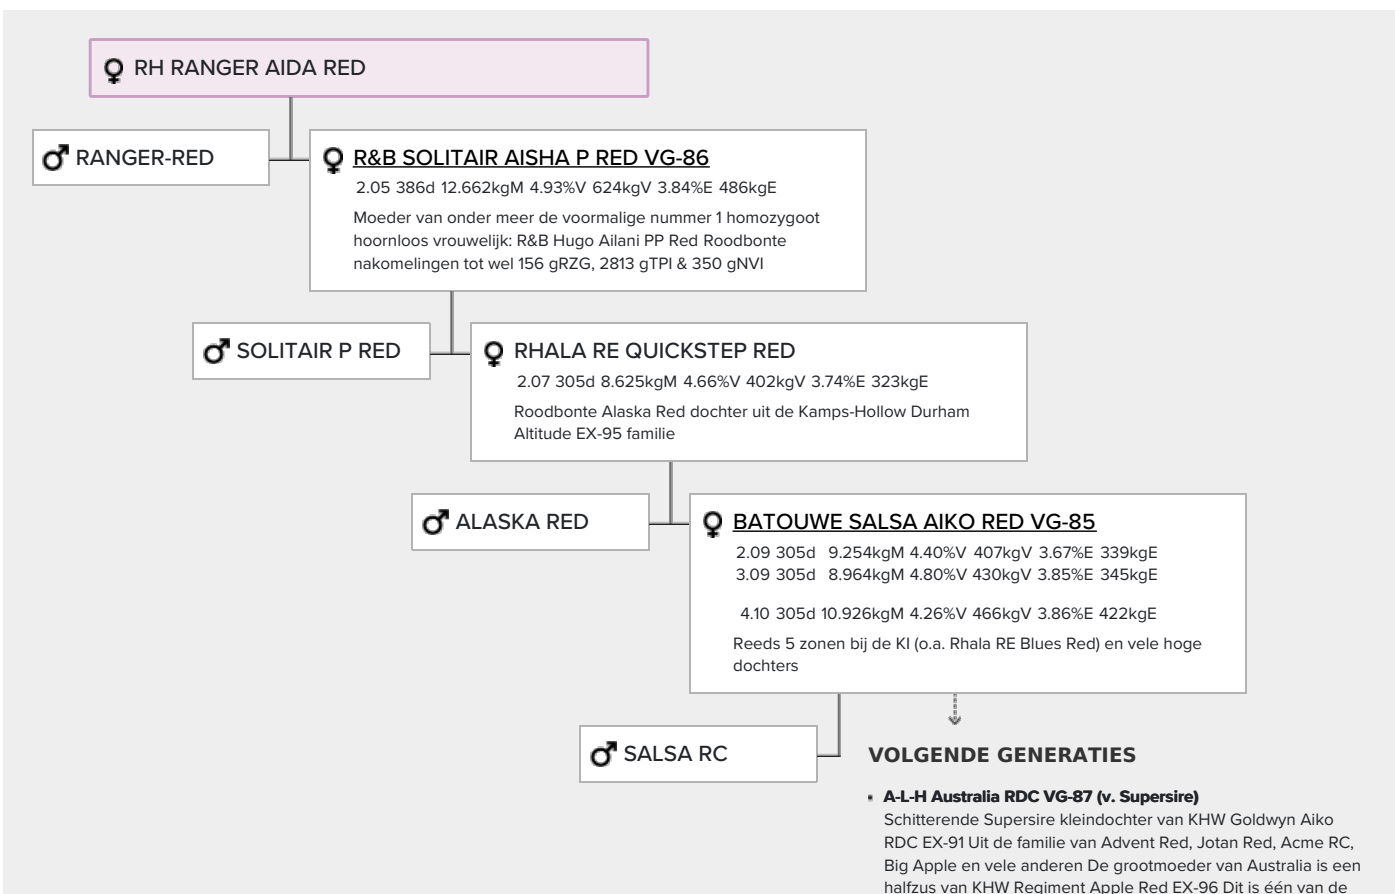 RH RANGER AIDA RED
RANGER-RED
R&B SOLITAIR AISHA P RED VG-86
2.05 386d 12.662kgM 4.93%V 624kgV 3.84%E 486kgE
Moeder van onder meer de voormalige nummer 1 homozygoot
hoornloos vrouwelijk: R&B Hugo Ailani PP Red Roodbonte
nakomelingen tot wel 156 gRZG, 2813 gTPI & 350 gNVI
SOLITAIR P RED
RHALA RE QUICKSTEP RED
2.07 305d 8.625kgM 4.66%V 402kgV 3.74%E 323kgE
Roodbonte Alaska Red dochter uit de Kamps-Hollow Durham
Altitude EX-95 familie
ALASKA RED
BATOUWE SALSA AIKO RED VG-85
2.09 305d 9.254kgM 4.40%V 407kgV 3.67%E 339kgE
3.09 305d 8.964kgM 4.80%V 430kgV 3.85%E 345kgE
4.10 305d 10.926kgM 4.26%V 466kgV 3.86%E 422kgE
Reeds 5 zonen bij de KI (o.a. Rhala RE Blues Red) en vele hoge
dochters
SALSA RC
VOLGENDE GENERATIES
A-L-H Australia RDC VG-87 (v. Supersire)
Schitterende Supersire kleindochter van KHW Goldwyn Aiko
RDC EX-91 Uit de familie van Advent Red, Jotan Red, Acme RC,
Big Apple en vele anderen De grootmoeder van Australia is een
halfzus van KHW Regiment Apple Red EX-96 Dit is één van de